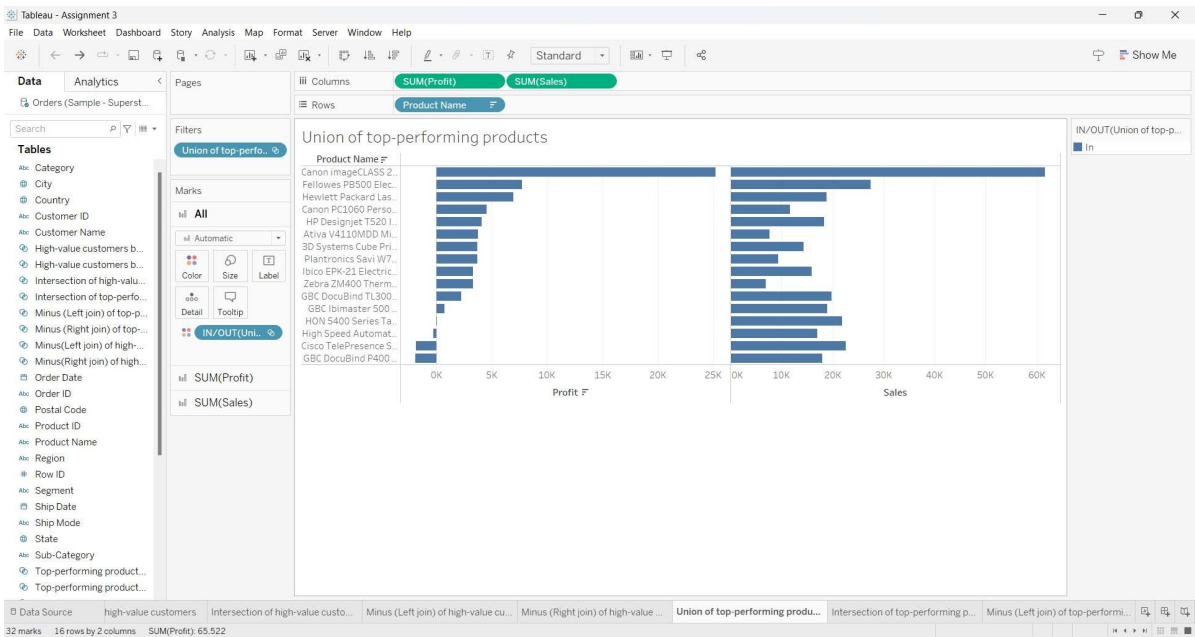 Tableau - Assignment 3
File Data Worksheet Dashboard Story Analysis Map Format Server Window Help
Standard
Show Me
Data Analytics
Orders (Sample - Superst...
Search
Tables
Abc Category
City
Country
Abc Customer ID
Abc Customer Name
High-value customers b...
High-value customers b...
Intersection of high-valu...
Intersection of top-perfo...
Minus (Left join) of top-p...
Minus (Right join) of top-...
Minus(Left join) of high-...
Minus(Right join) of high...
Order Date
Abc Order ID
Postal Code
Abc Product ID
Abc Product Name
Abc Region
# Row ID
Abc Segment
Ship Date
Abc Ship Mode
State
Abc Sub-Category
Top-performing product...
Top-performing product...
Pages
Filters
Union of top-perfo..
Marks
All
Automatic
Color Size Label
Detail Tooltip
IN/OUT(Uni..
SUM(Profit)
SUM(Sales)
Columns SUM(Profit) SUM(Sales)
Rows Product Name
Union of top-performing products
Product Name
Canon imageCLASS 2..
Fellowes PB500 Elec..
Hewlett Packard Las..
Canon PC1060 Perso..
HP Designjet T520 I..
Ativa V4110MDD Mi..
3D Systems Cube Pri..
Plantronics Savi W7..
Ibico EPK-21 Electric..
Zebra ZM400 Therm..
GBC DocuBind TL300..
GBC Ibimaster 500 ..
HON 5400 Series Ta..
High Speed Automat..
Cisco TelePresence S..
GBC DocuBind P400 ..
0K 5K 10K 15K 20K 25K 0K 10K 20K 30K 40K 50K 60K
Profit Sales
IN/OUT(Union of top-p...
In
Data Source high-value customers Intersection of high-value custo... Minus (Left join) of high-value cu... Minus (Right join) of high-value ... Union of top-performing produ... Intersection of top-performing p... Minus (Left join) of top-performi...
32 marks 16 rows by 2 columns SUM(Profit): 65,522